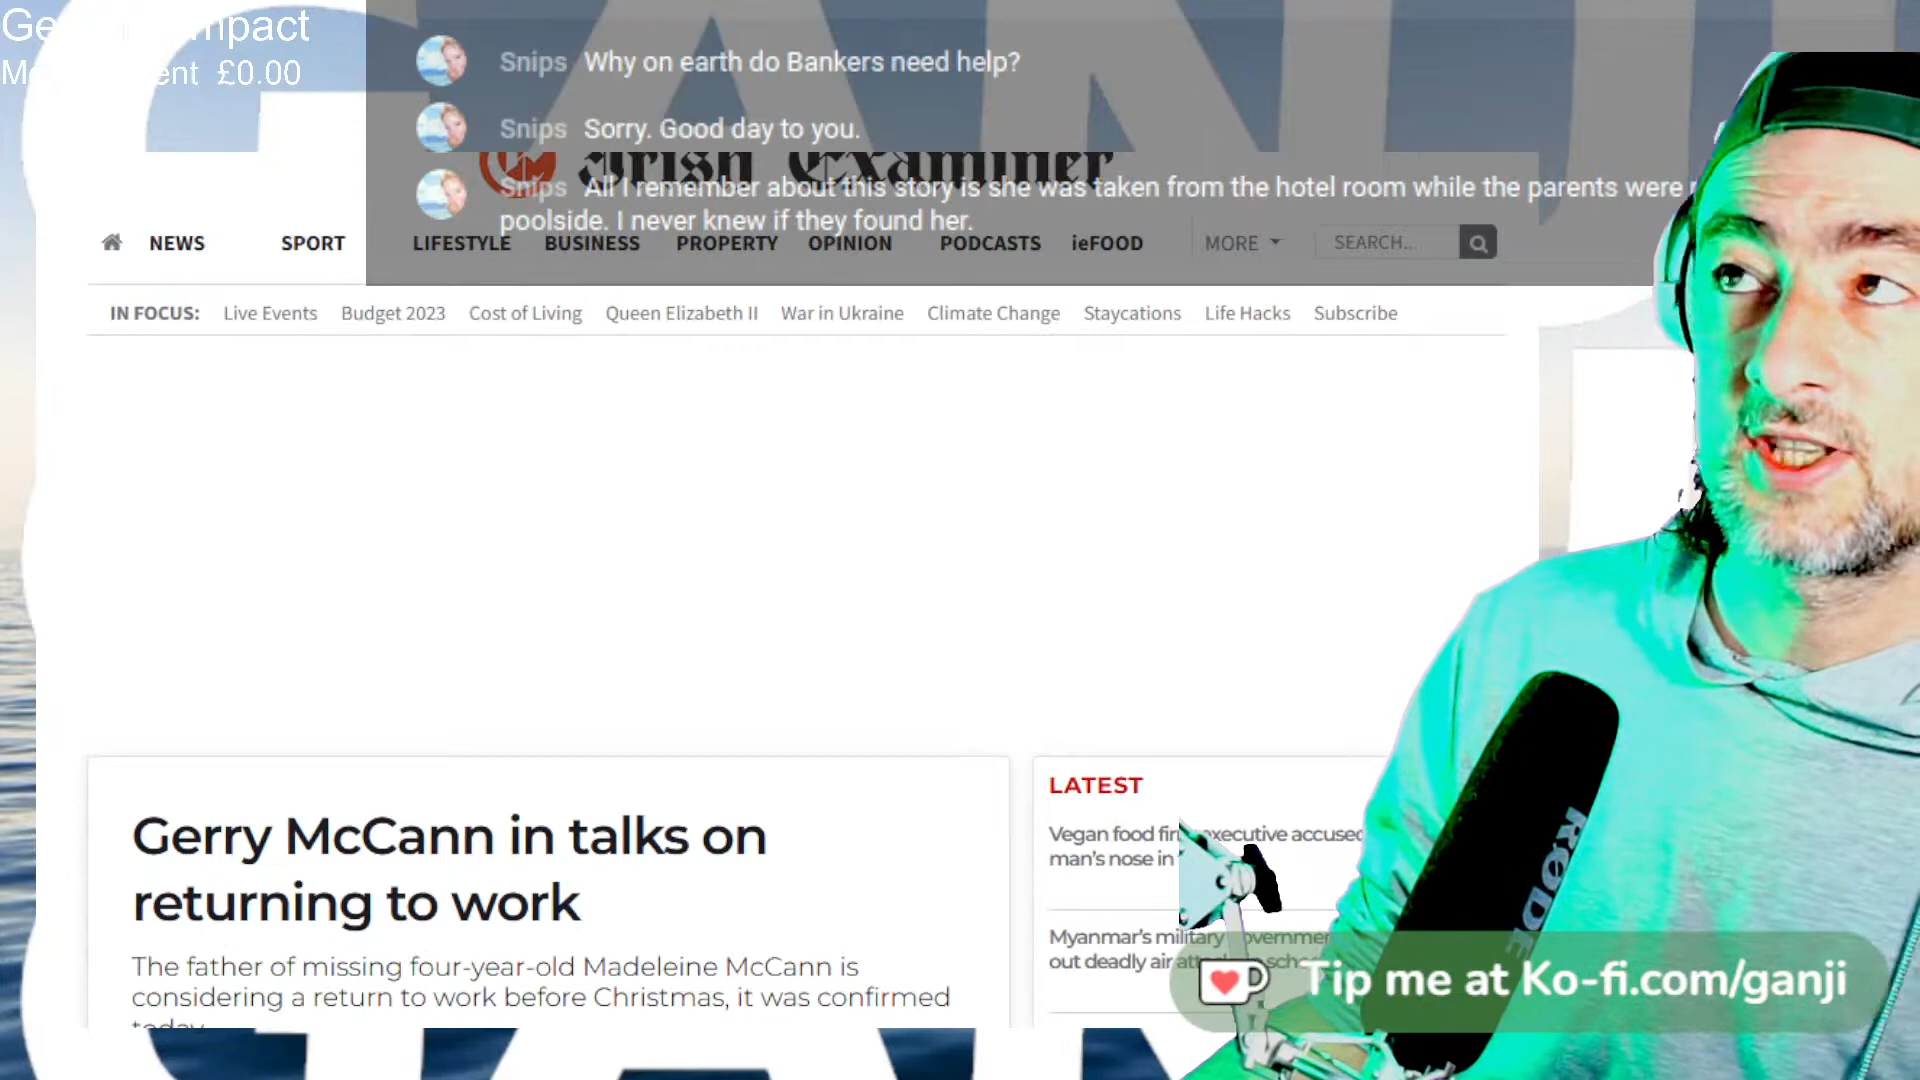 Snips Why on earth do Bankers need help?
£0.00
Snips Sorry. Good day to you.
Irish Examiner
Snips All I remember about this story is she was taken from the hotel room while the parents were
poolside. I never knew if they found her.
NEWS SPORT LIFESTYLE BUSINESS PROPERTY OPINION PODCASTS ieFOOD MORE SEARCH...
IN FOCUS: Live Events Budget 2023 Cost of Living Queen Elizabeth II War in Ukraine Climate Change Staycations Life Hacks Subscribe
Gerry McCann in talks on
returning to work
The father of missing four-year-old Madeleine McCann is
considering a return to work before Christmas, it was confirmed
today
LATEST
Vegan food executive accused
man's nose in
Myanmar's military
out deadly air
RØDE
Tip me at Ko-fi.com/ganji